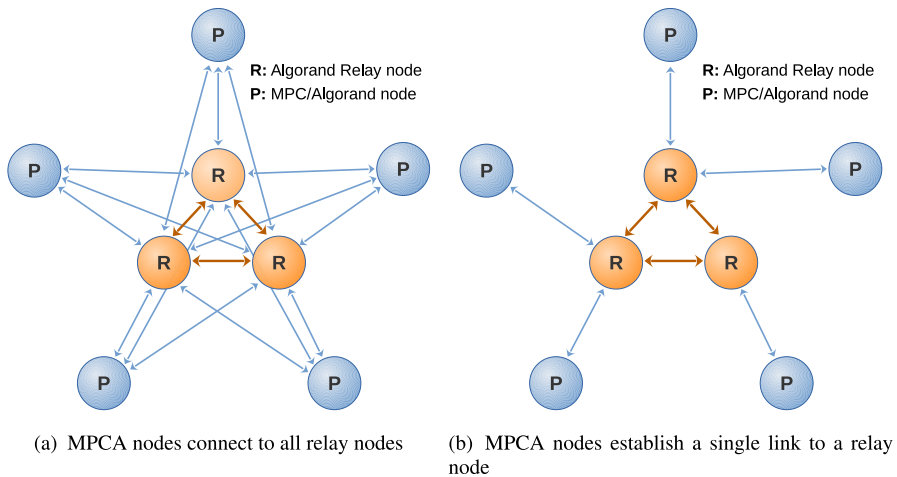 P
R: Algorand Relay node
P: MPC/Algorand node
P
P
R
R
R
P
P
(a) MPCA nodes connect to all relay nodes
P
R: Algorand Relay node
P: MPC/Algorand node
P
P
R
R
R
P
P
(b) MPCA nodes establish a single link to a relay
node